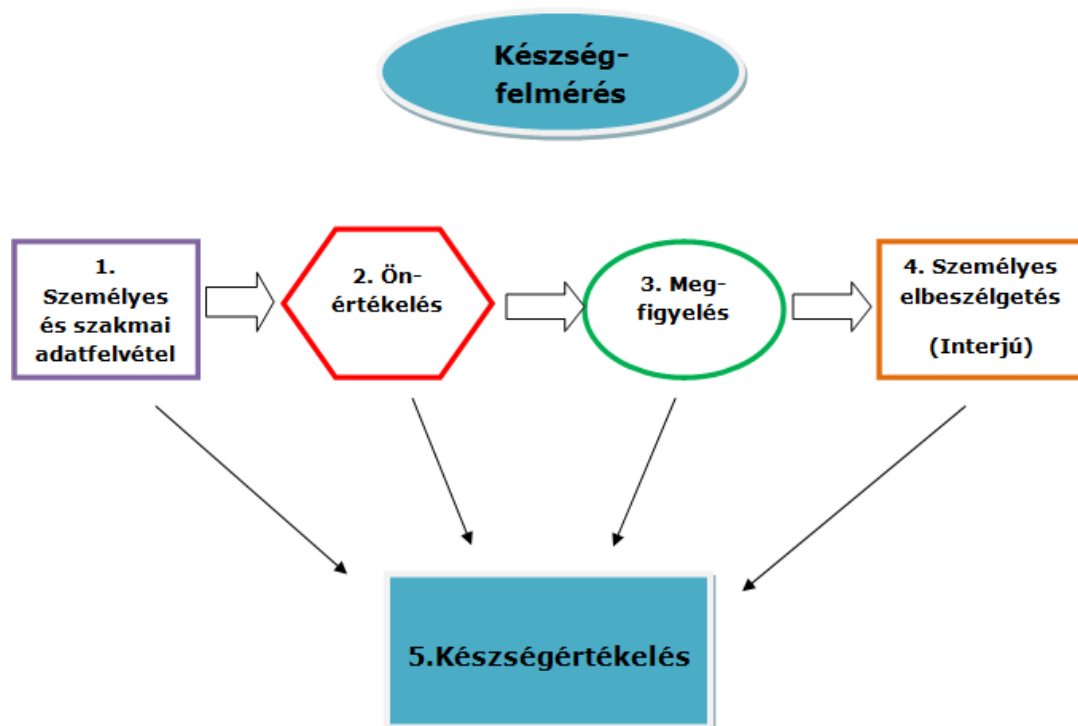 Készség-
felmérés
1.
Személyes
és szakmai
adatfelvétel
2. Ön-
értékelés
3. Meg-
figyelés
4. Személyes
elbeszélgetés
(Interjú)
5.Készségértékelés